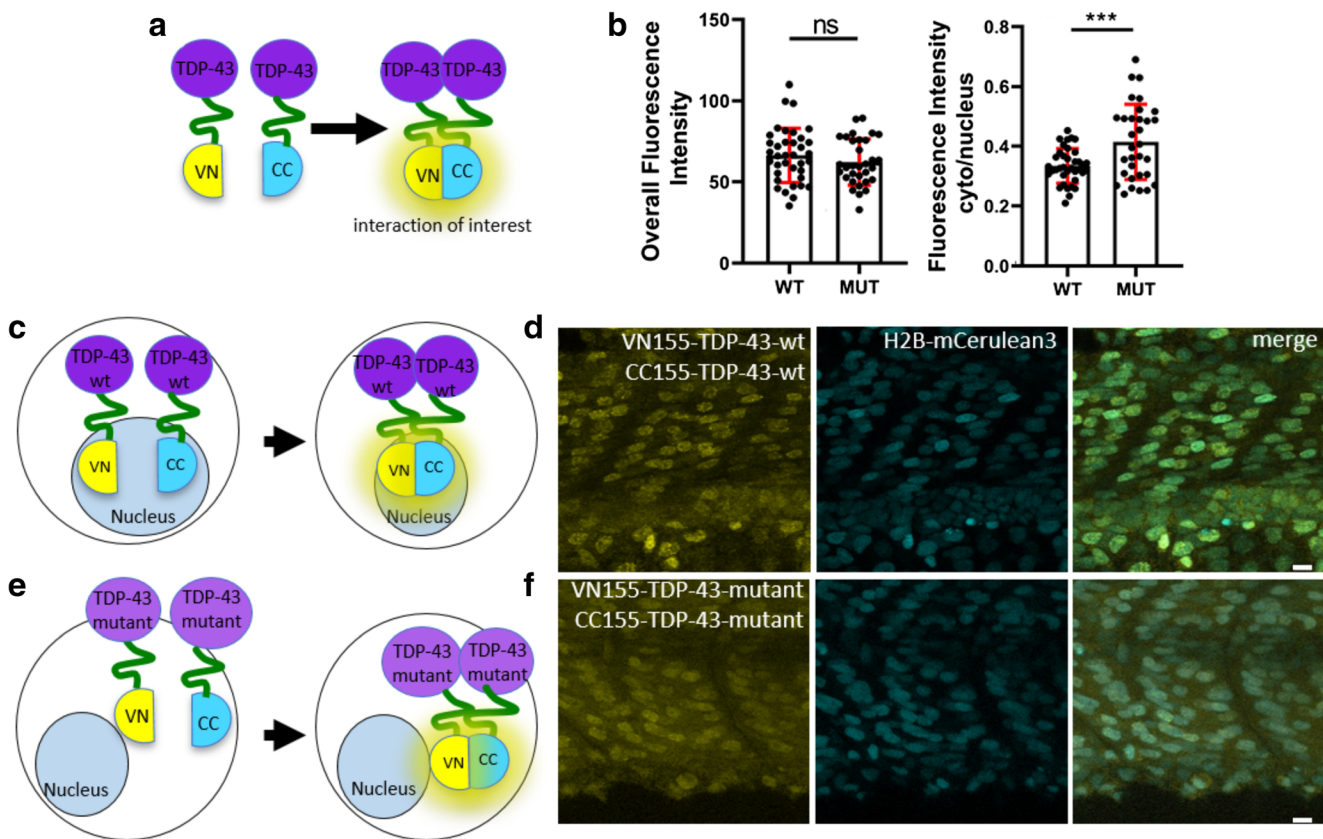 a
TDP-43
TDP-43
TDP-43
TDP-43
VN
CC
VN
CC
interaction of interest
b
Overall Fluorescence
Intensity
150
100
50
0
ns
WT
MUT
Fluorescence Intensity
cyto/nucleus
0.8
0.6
0.4
0.2
0.0
***
WT
MUT
c
TDP-43
wt
TDP-43
wt
VN
CC
Nucleus
TDP-43
wt
TDP-43
wt
VN
CC
Nucleus
d
VN155-TDP-43-wt
CC155-TDP-43-wt
H2B-mCerulean3
merge
e
TDP-43
mutant
TDP-43
mutant
VN
CC
Nucleus
TDP-43
mutant
TDP-43
mutant
VN
CC
Nucleus
f
VN155-TDP-43-mutant
CC155-TDP-43-mutant